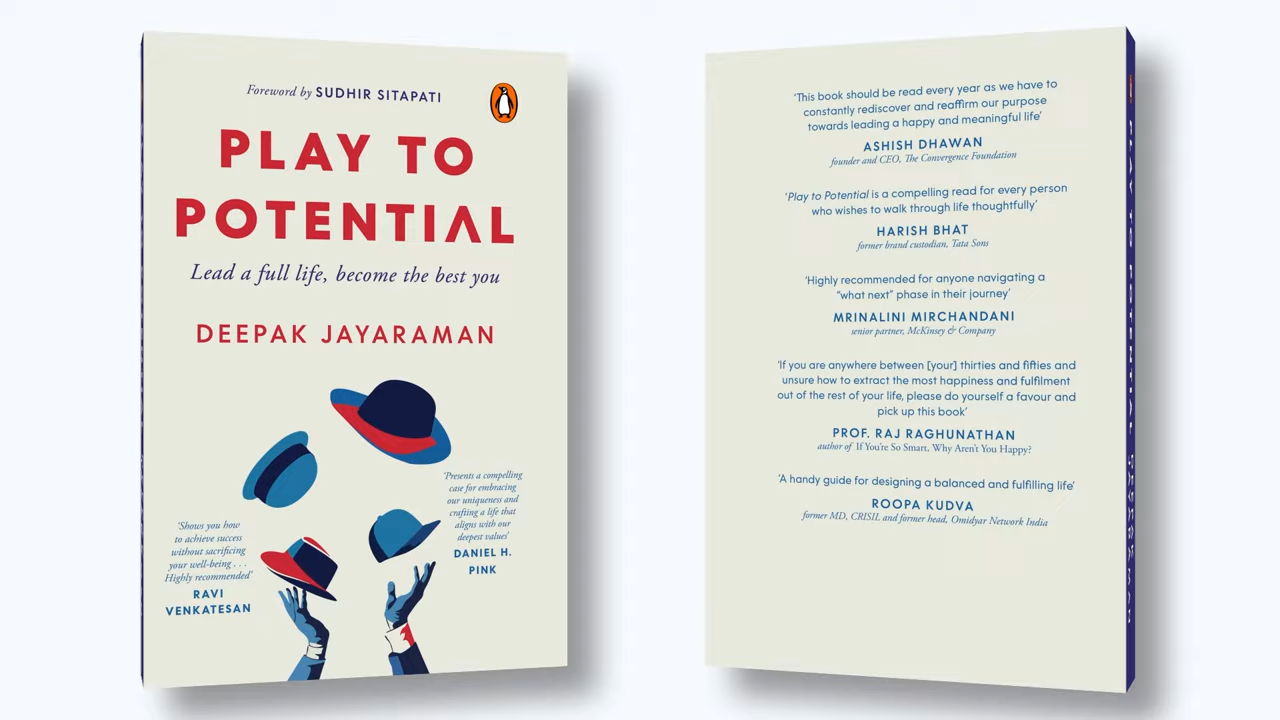 Foreword by SUDHIR SITAPATI
PLAY TO
POTENTIAL
Lead a full life, become the best you
DEEPAK JAYARAMAN
'Presents a compelling
case for embracing
our uniqueness and
crafting a life that
aligns with our
deepest values'
DANIEL H.
PINK
'Shows you how
to achieve success
without sacrificing
your well-being . . .
Highly recommended'
RAVI
VENKATESAN
'This book should be read every year as we have to
constantly rediscover and reaffirm our purpose
towards leading a happy and meaningful life'
ASHISH DHAWAN
founder and CEO, The Convergence Foundation
'Play to Potential is a compelling read for every person
who wishes to walk through life thoughtfully'
HARISH BHAT
former brand custodian, Tata Sons
'Highly recommended for anyone navigating a
"what next" phase in their journey'
MRINALINI MIRCHANDANI
senior partner, McKinsey & Company
'If you are anywhere between [your] thirties and fifties and
unsure how to extract the most happiness and fulfilment
out of the rest of your life, please do yourself a favour and
pick up this book'
PROF. RAJ RAGHUNATHAN
author of If You're So Smart, Why Aren't You Happy?
'A handy guide for designing a balanced and fulfilling life'
ROOPA KUDVA
former MD, CRISIL and former head, Omidyar Network India
PLAY TO POTENTIAL